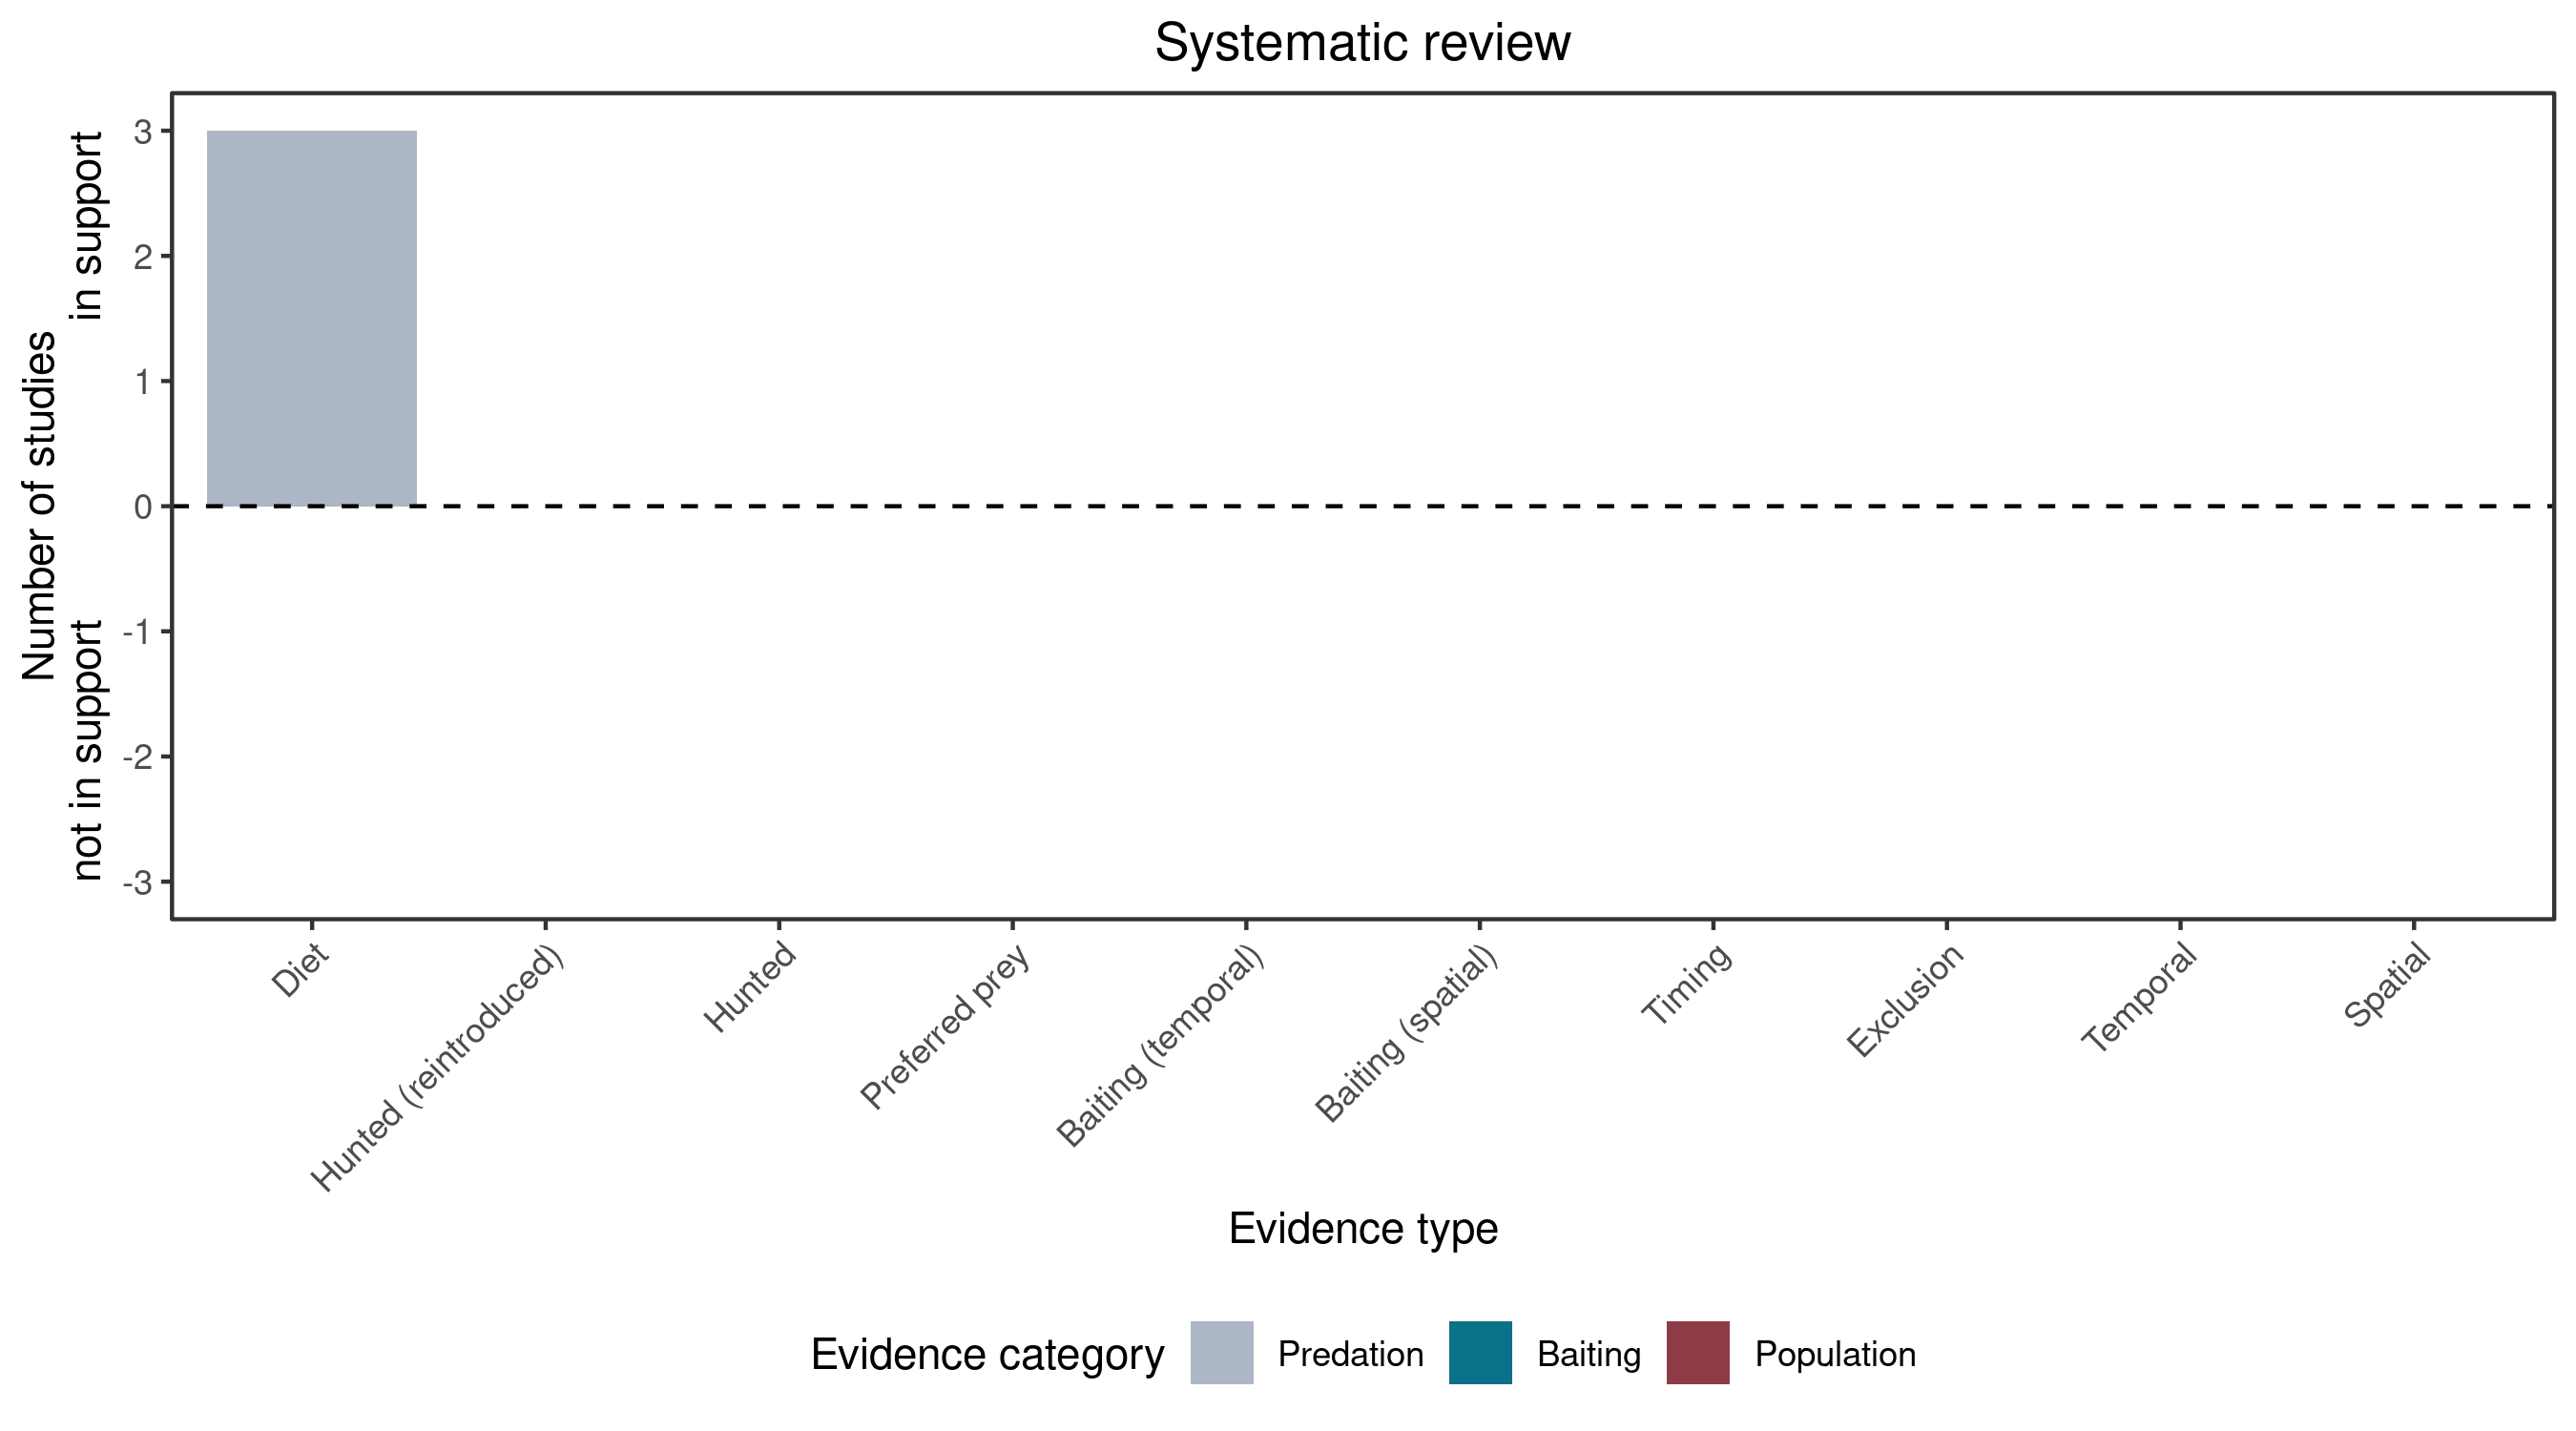 Systematic review
Number of studies
not in support in support
3
2
1
0
-1
-2
-3
Diet
Hunted (reintroduced)
Hunted
Preferred prey
Baiting (temporal)
Baiting (spatial)
Timing
Exclusion
Temporal
Spatial
Evidence type
Evidence category Predation Baiting Population